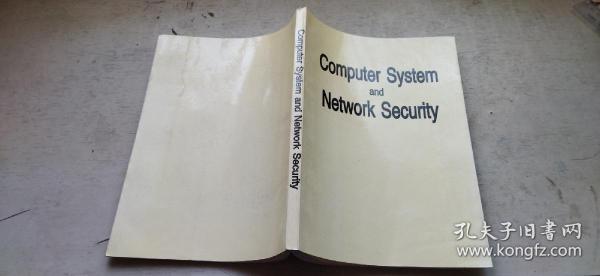 Computer System and Network Security
Computer System
and
Network Security
孔夫子旧书网
www.kongfz.com